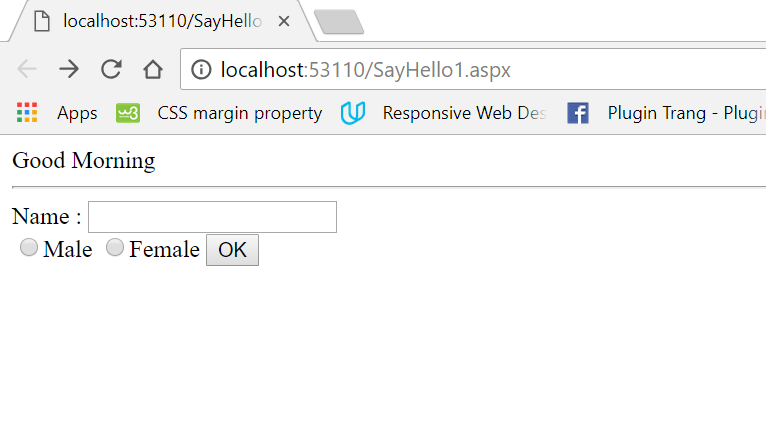 localhost:53110/SayHello
localhost:53110/SayHello1.aspx
Apps w3 CSS margin property Responsive Web Des f Plugin Trang - Plugi
Good Morning
Name :
Male Female OK